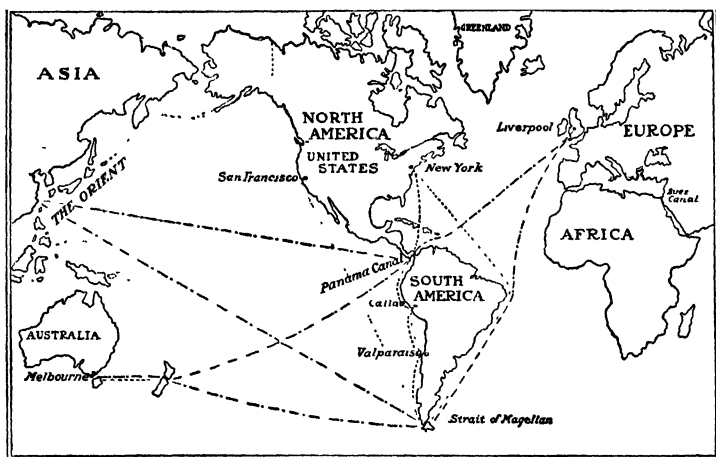 GREENLAND
ASIA
NORTH
AMERICA
Liverpool
EUROPE
UNITED
STATES
New York
San Francisco
THE ORIENT
Suez
Canal
AFRICA
Panama Canal
SOUTH
AMERICA
Callao
AUSTRALIA
Valparaiso
Melbourne
Strait of Magellan